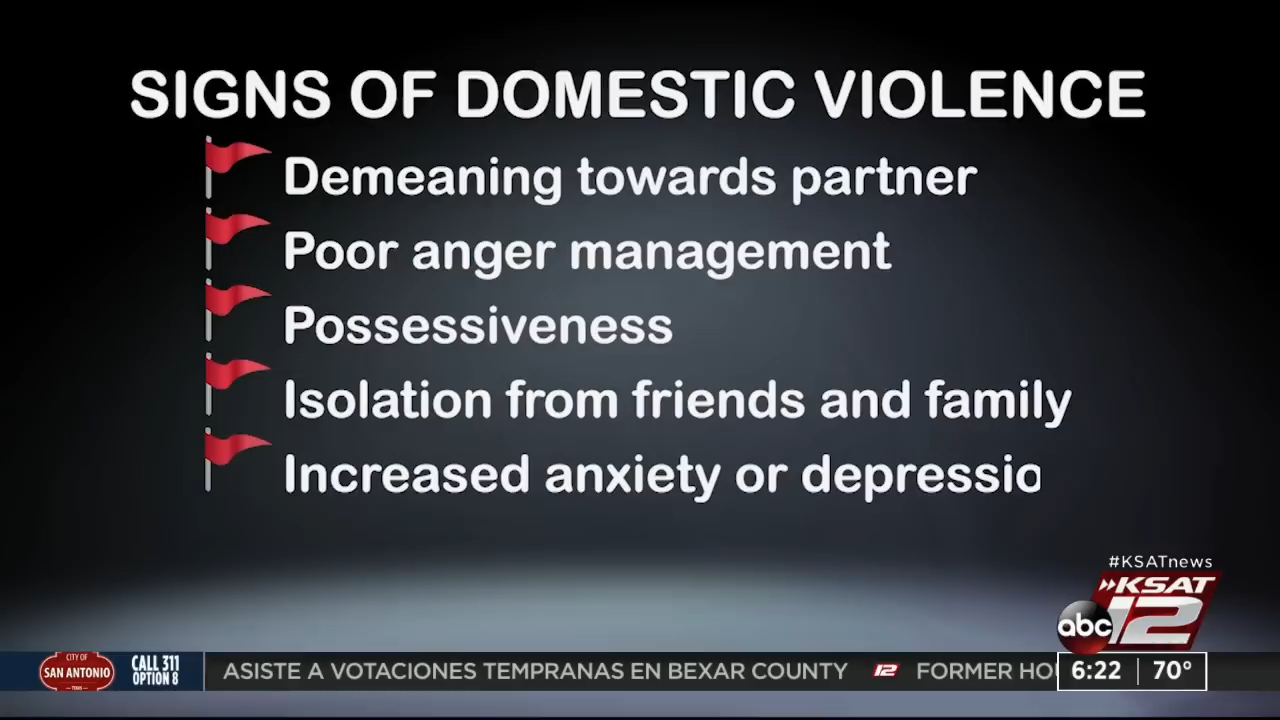 SIGNS OF DOMESTIC VIOLENCE
Demeaning towards partner
Poor anger management
Possessiveness
Isolation from friends and family
Increased anxiety or depressio
#KSATnews
KSAT
abc 12
CITY OF
SAN ANTONIO
TEXAS
CALL 311
OPTION 8
ASISTE A VOTACIONES TEMPRANAS EN BEXAR COUNTY 12 FORMER HO
6:22 70°